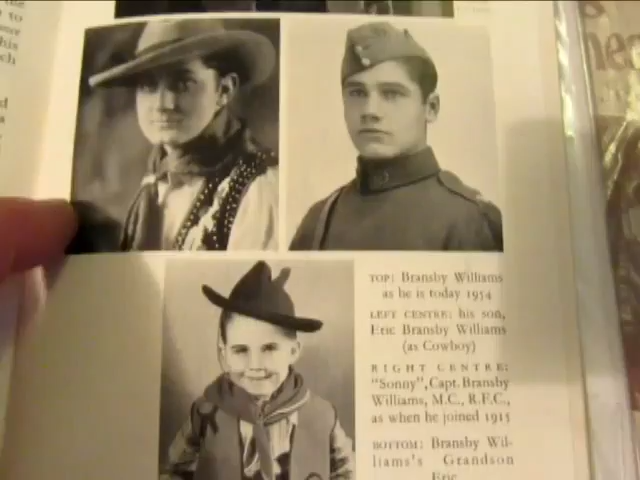 TOP: Bransby Williams
as he is today 1954
LEFT CENTRE: his son,
Eric Bransby Williams
(as Cowboy)
RIGHT CENTRE:
"Sonny", Capt. Bransby
Williams, M.C., R.F.C.,
as when he joined 1915
BOTTOM: Bransby Wil-
liams's Grandson
Eric